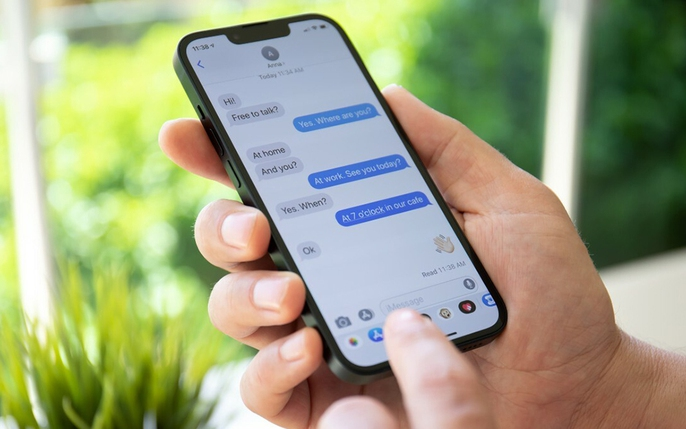 11:38
A
Anna
Today 11:34 AM
Hi!
Free to talk?
Yes. Where are you?
At home
And you?
At work. See you today?
Yes. When?
At 7 o'clock in our cafe
Ok
Read 11:36 AM
iMessage